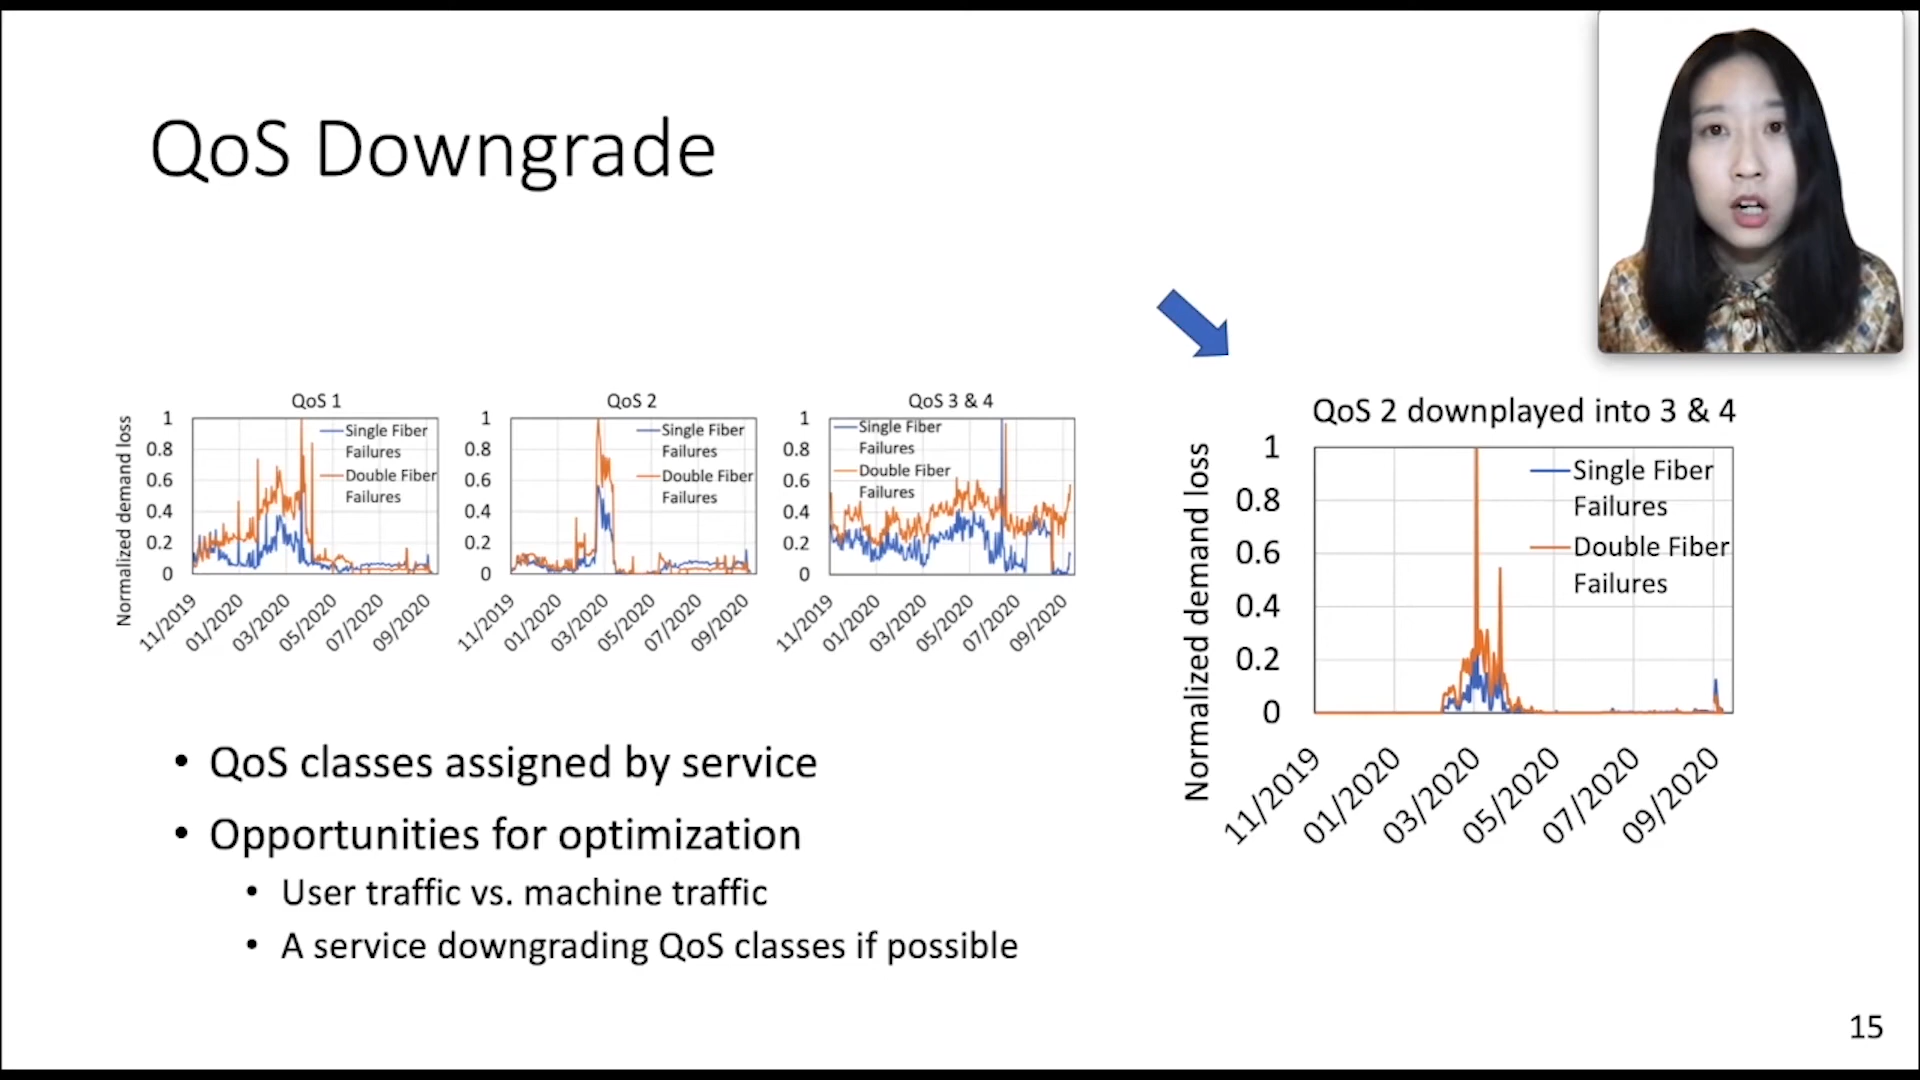 QoS Downgrade
QoS 1
Normalized demand loss
1
0.8
0.6
0.4
0.2
0
Single Fiber
Failures
Double Fiber
Failures
11/2019
01/2020
03/2020
05/2020
07/2020
09/2020
QoS 2
1
0.8
0.6
0.4
0.2
0
Single Fiber
Failures
Double Fiber
Failures
11/2019
01/2020
03/2020
05/2020
07/2020
09/2020
QoS 3 & 4
1
0.8
0.6
0.4
0.2
0
Single Fiber
Failures
Double Fiber
Failures
11/2019
01/2020
03/2020
05/2020
07/2020
09/2020
QoS 2 downplayed into 3 & 4
Normalized demand loss
1
0.8
0.6
0.4
0.2
0
Single Fiber
Failures
Double Fiber
Failures
11/2019
01/2020
03/2020
05/2020
07/2020
09/2020
• QoS classes assigned by service
• Opportunities for optimization
• User traffic vs. machine traffic
• A service downgrading QoS classes if possible
15